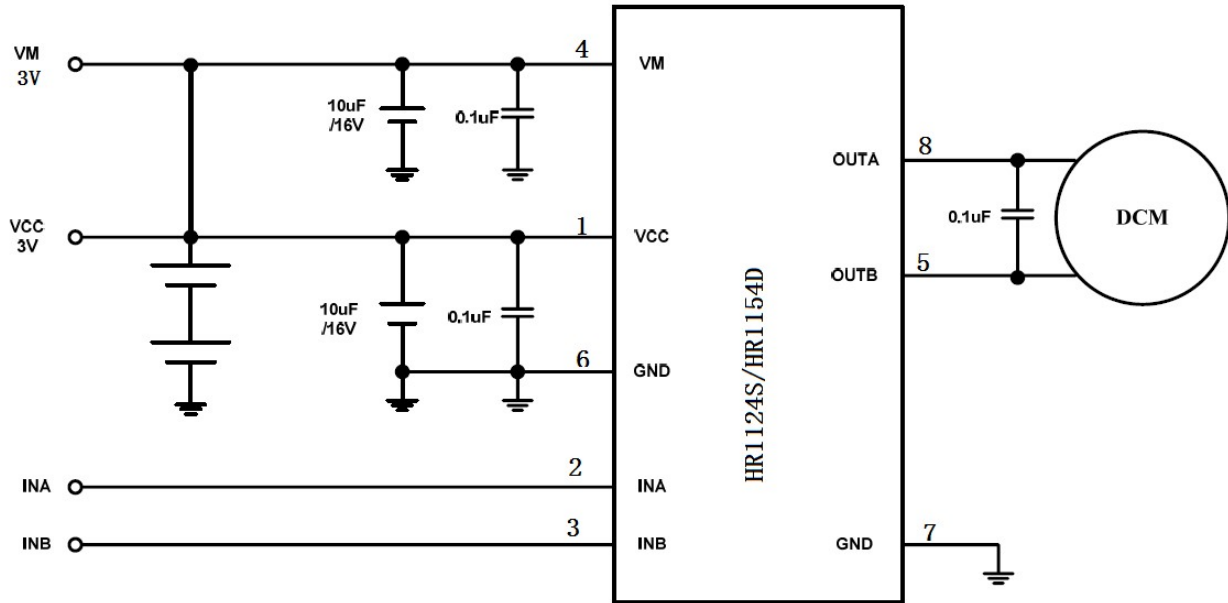 VM
3V
4
VM
10uF
/16V
0.1uF
OUTA
8
0.1uF
DCM
VCC
3V
1
VCC
OUTB
5
10uF
/16V
0.1uF
6
GND
HR1124S/HR1154D
INA
2
INA
INB
3
INB
GND
7